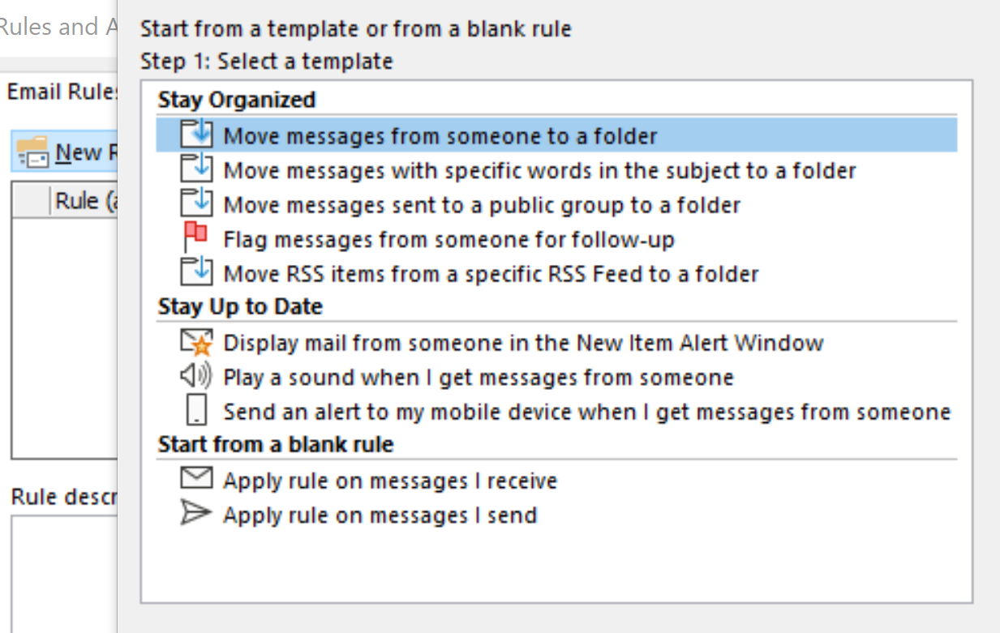 Rules and A
Start from a template or from a blank rule
Step 1: Select a template
Email Rules
Stay Organized
Move messages from someone to a folder
New R
Move messages with specific words in the subject to a folder
Rule (a
Move messages sent to a public group to a folder
Flag messages from someone for follow-up
Move RSS items from a specific RSS Feed to a folder
Stay Up to Date
Display mail from someone in the New Item Alert Window
Play a sound when I get messages from someone
Send an alert to my mobile device when I get messages from someone
Start from a blank rule
Apply rule on messages I receive
Rule descr
Apply rule on messages I send